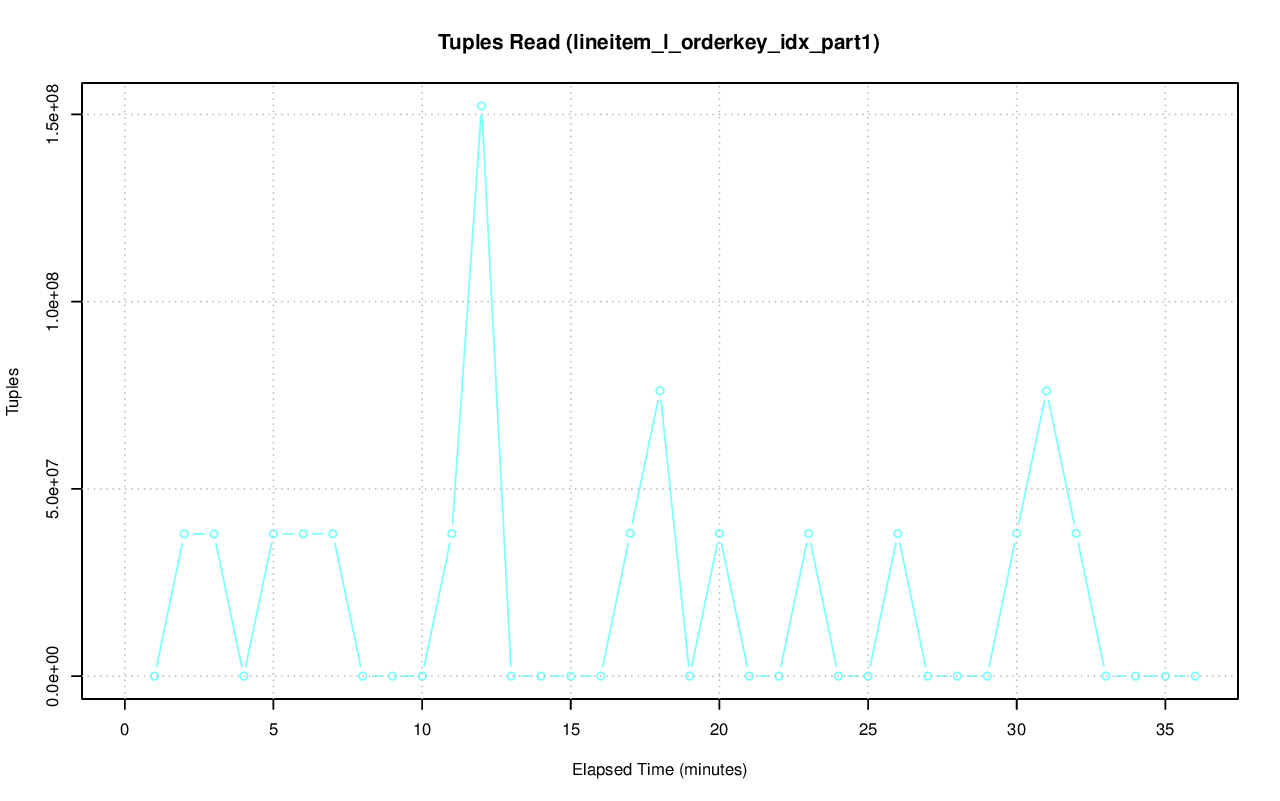 Tuples Read (lineitem_l_orderkey_idx_part1)
1.5e+08
1.0e+08
5.0e+07
0.0e+00
Tuples
0 5 10 15 20 25 30 35
Elapsed Time (minutes)